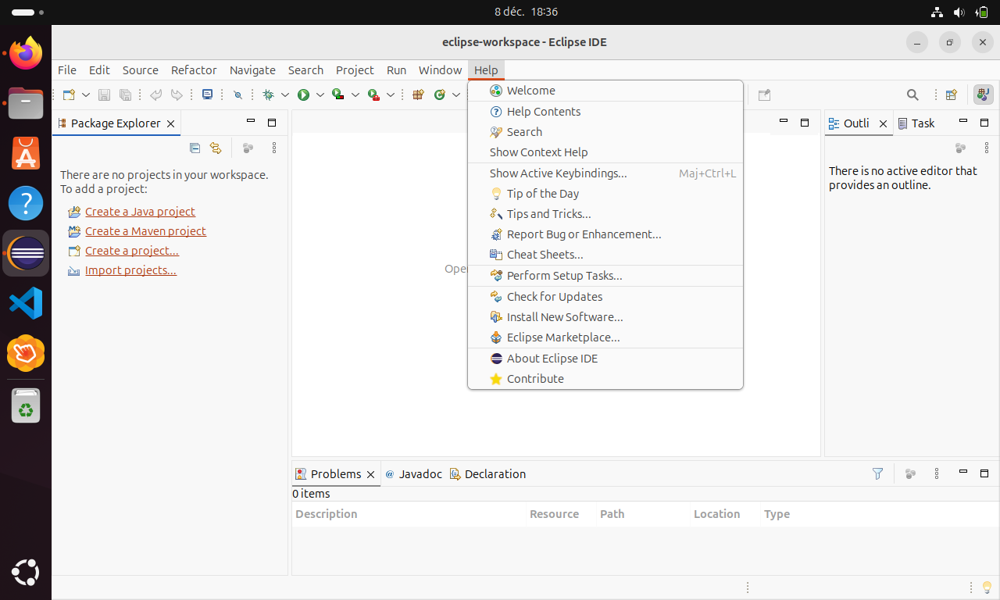 8 déc. 18:36
eclipse-workspace - Eclipse IDE
File Edit Source Refactor Navigate Search Project Run Window Help
Package Explorer
There are no projects in your workspace.
To add a project:
Create a Java project
Create a Maven project
Create a project...
Import projects...
Open
Welcome
Help Contents
Search
Show Context Help
Show Active Keybindings... Maj+Ctrl+L
Tip of the Day
Tips and Tricks...
Report Bug or Enhancement...
Cheat Sheets...
Perform Setup Tasks...
Check for Updates
Install New Software...
Eclipse Marketplace...
About Eclipse IDE
Contribute
Outli Task
There is no active editor that
provides an outline.
Problems Javadoc Declaration
0 items
Description Resource Path Location Type